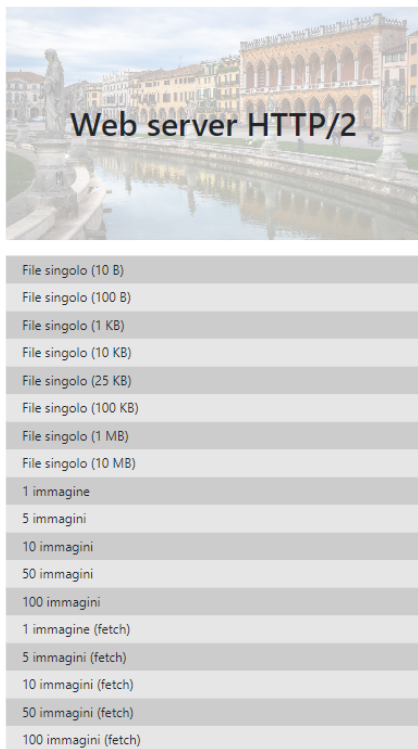 Web server HTTP/2
File singolo (10 B)
File singolo (100 B)
File singolo (1 KB)
File singolo (10 KB)
File singolo (25 KB)
File singolo (100 KB)
File singolo (1 MB)
File singolo (10 MB)
1 immagine
5 immagini
10 immagini
50 immagini
100 immagini
1 immagine (fetch)
5 immagini (fetch)
10 immagini (fetch)
50 immagini (fetch)
100 immagini (fetch)